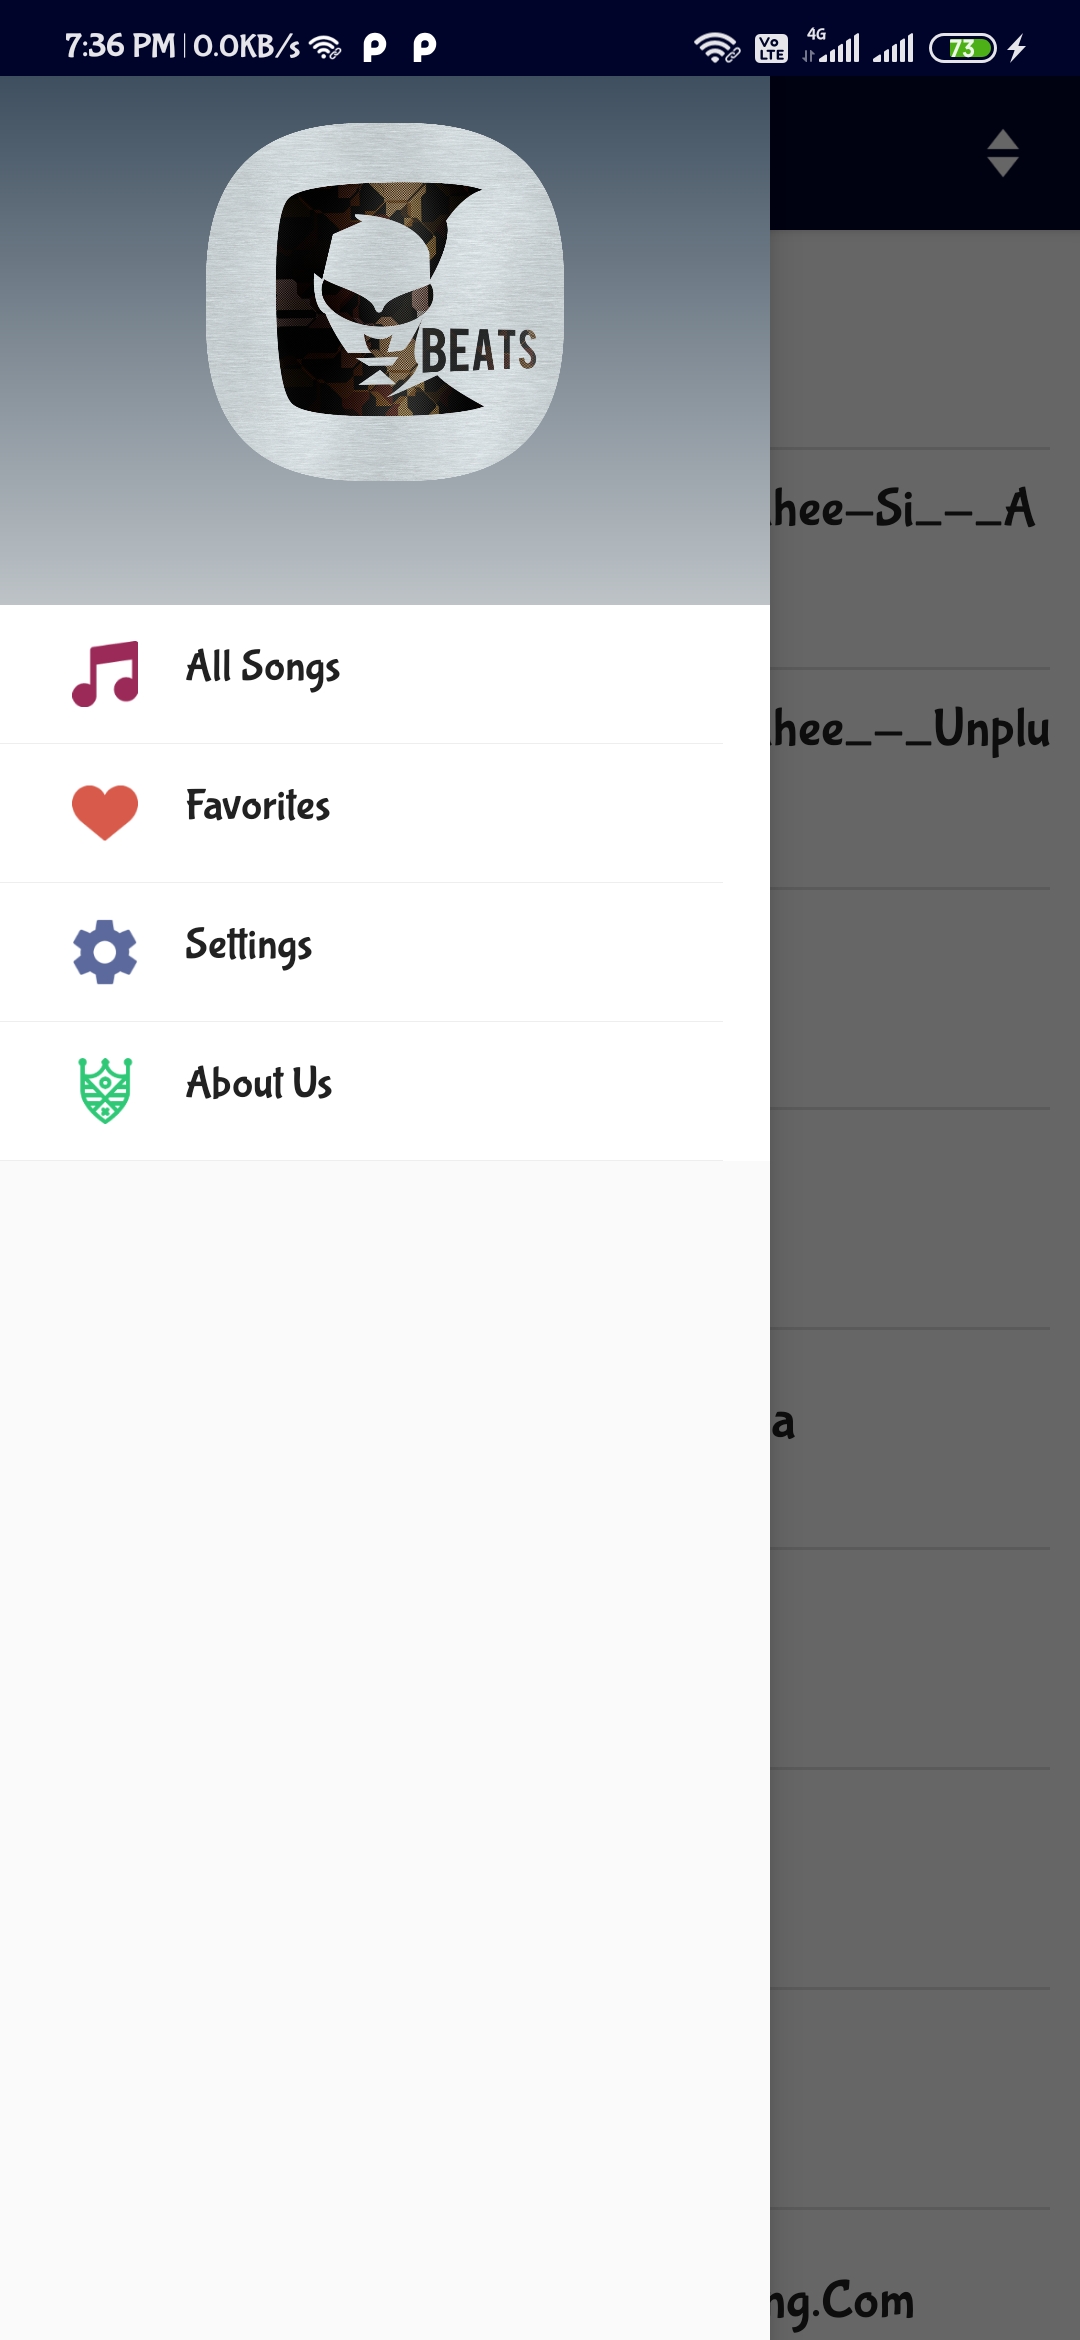 7:36 PM 0.0KB/s P P Vo LTE 4G 73
BEATS
hee-Si_-_A
All Songs
hee_-_Unplu
Favorites
Settings
About Us
a
ng.Com